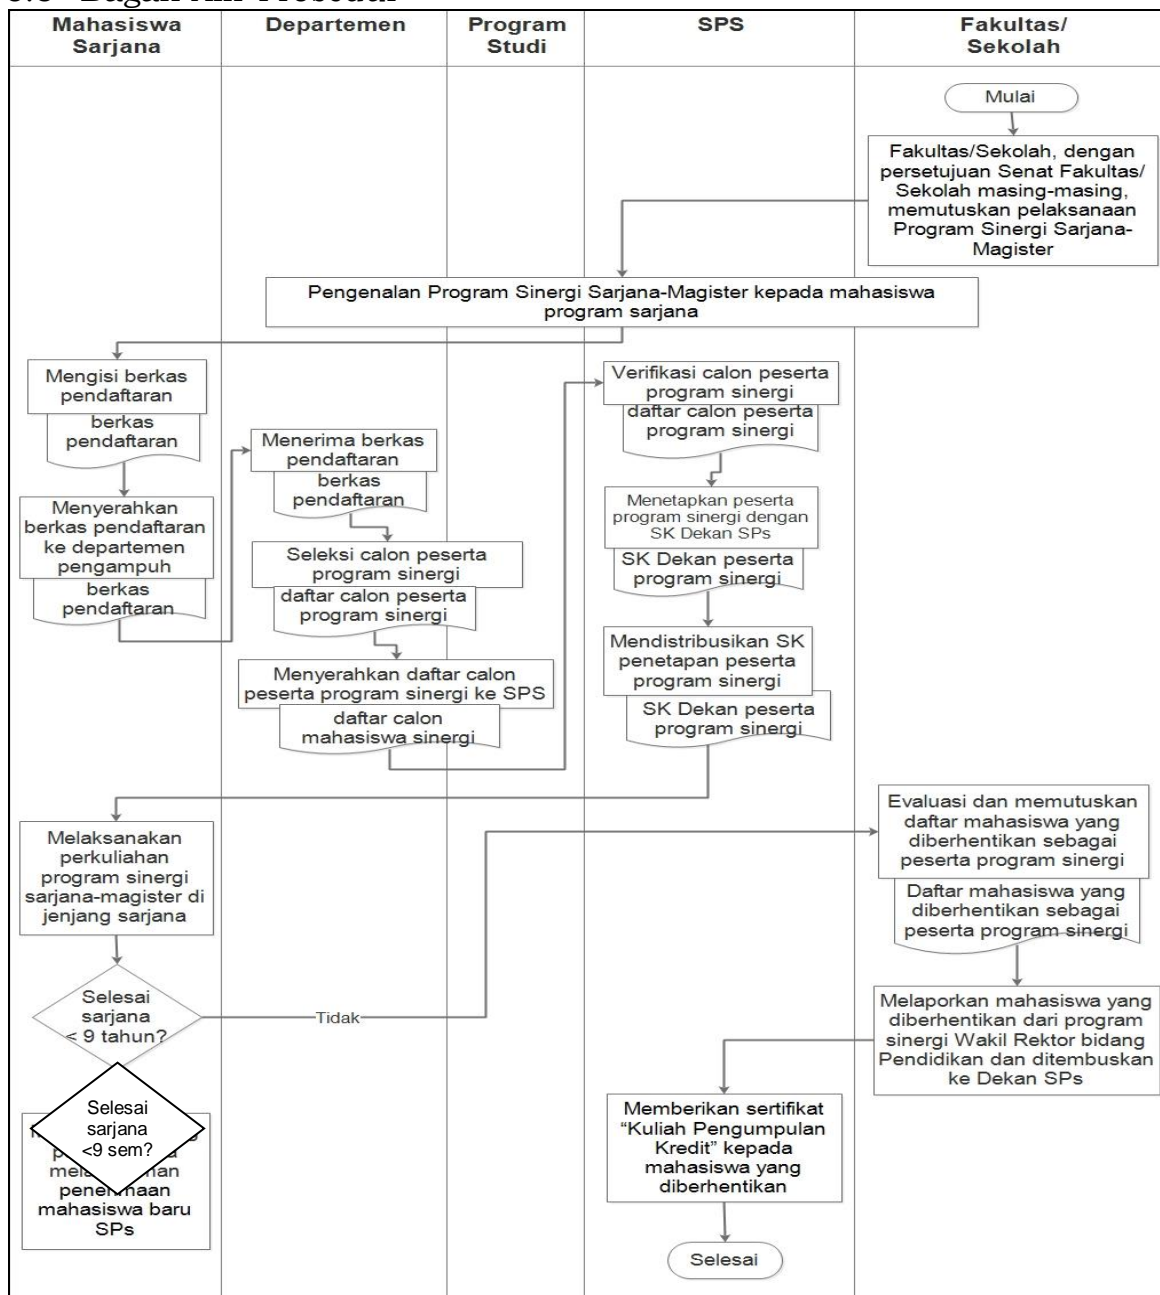 Mahasiswa
Sarjana
Departemen
Program
Studi
SPS
Fakultas/
Sekolah
Mulai
Fakultas/Sekolah, dengan
persetujuan Senat Fakultas/
Sekolah masing-masing,
memutuskan pelaksanaan
Program Sinergi Sarjana-
Magister
Pengenalan Program Sinergi Sarjana-Magister kepada mahasiswa
program sarjana
Mengisi berkas
pendaftaran
berkas
pendaftaran
Menyerahkan
berkas pendaftaran
ke departemen
pengampuh
berkas
pendaftaran
Menerima berkas
pendaftaran
berkas
pendaftaran
Seleksi calon peserta
program sinergi
daftar calon peserta
program sinergi
Menyerahkan daftar calon
peserta program sinergi ke SPS
daftar calon
mahasiswa sinergi
Verifikasi calon peserta
program sinergi
daftar calon peserta
program sinergi
Menetapkan peserta
program sinergi dengan
SK Dekan SPs
SK Dekan peserta
program sinergi
Mendistribusikan SK
penetapan peserta
program sinergi
SK Dekan peserta
program sinergi
Melaksanakan
perkuliahan
program sinergi
sarjana-magister di
jenjang sarjana
Selesai
sarjana
< 9 tahun?
Tidak
Evaluasi dan memutuskan
daftar mahasiswa yang
diberhentikan sebagai
peserta program sinergi
Daftar mahasiswa yang
diberhentikan sebagai
peserta program sinergi
Melaporkan mahasiswa yang
diberhentikan dari program
sinergi Wakil Rektor bidang
Pendidikan dan ditembuskan
ke Dekan SPs
Selesai
sarjana
<9 sem?
penerimaan
mahasiswa baru
SPs
Memberikan sertifikat
“Kuliah Pengumpulan
Kredit” kepada
mahasiswa yang
diberhentikan
Selesai